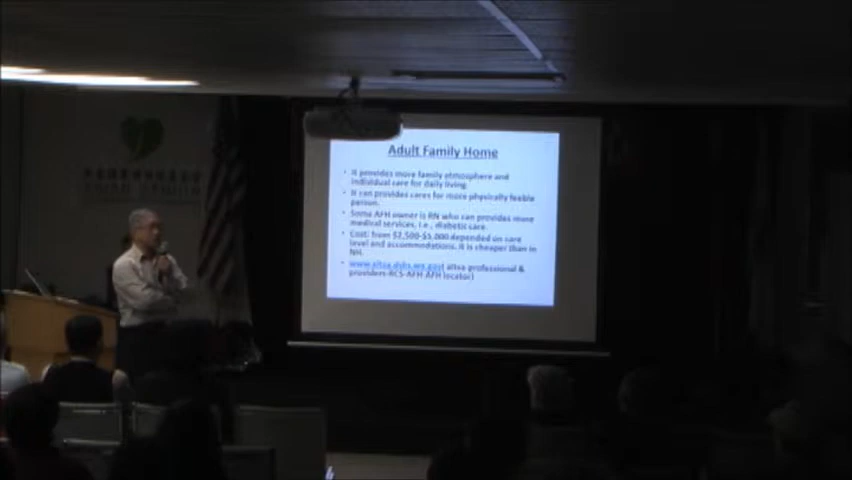 Adult Family Home
• It provides more family atmosphere and
individual care for daily living.
• It can provides cares for more physically feeble
person.
• Some AFH owner is RN who can provides more
medical services, i.e., diabetic care.
• Cost: from $2,500-$5,000 depended on care
level and accommodations. It is cheaper than in
NH.
• www.altsa.dshs.wa.gov( altsa-professional &
providers-RCS-AFH-AFH locator)